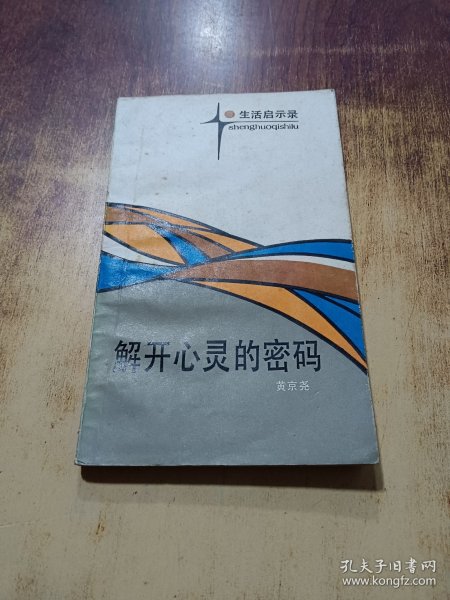 生活启示录
shenghuoqishilu
解开心灵的密码
黄京尧
孔夫子旧书网
www.kongfz.com